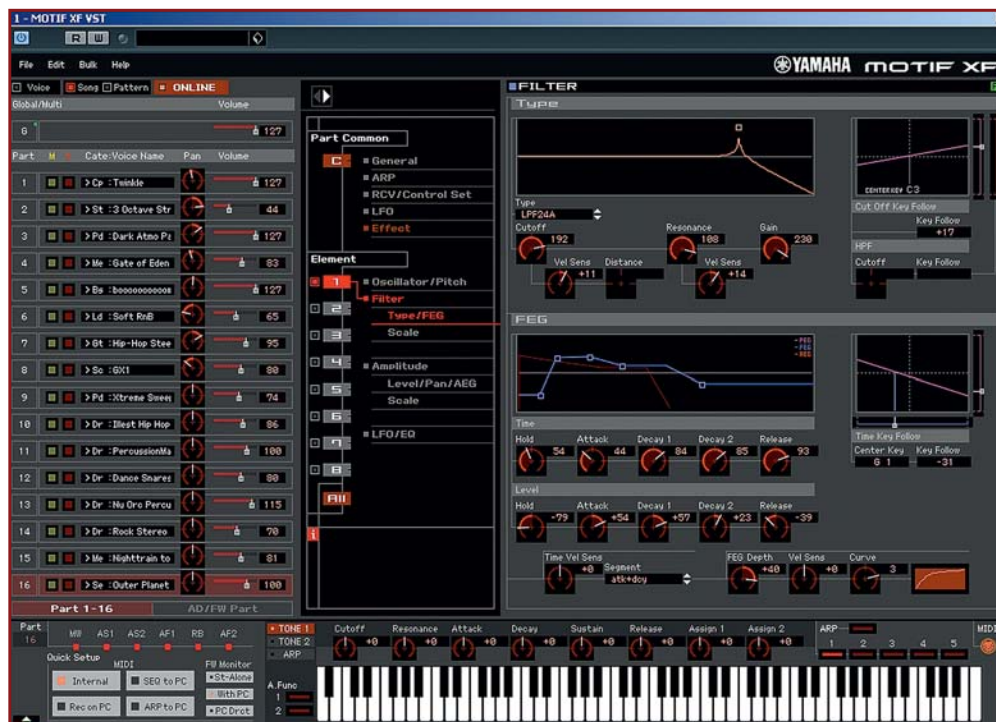 1 - MOTIF XF VST
R W
File Edit Bulk Help
YAMAHA MOTIF XF
Voice Song Pattern ONLINE
Global/Multi Volume
G 127
Part M S Cate:Voice Name Pan Volume
1 > Cp :Twinkle 127
2 > St :3 Octave Str 44
3 > Pd :Dark Atmo Pa 127
4 > Me :Gate of Eden 83
5 > Bs :boooooooooom 127
6 > Ld :Soft RnB 65
7 > Gt :Hip-Hop Stee 95
8 > Sc :GX1 80
9 > Pd :Xtreme Sweep 74
10 > Dr :Illest Hip Hop 86
11 > Dr :PercussionMa 100
12 > Dr :Dance Snares 80
13 > Dr :Nu Orc Percu 115
14 > Dr :Rock Stereo 70
15 > Me :Nighttrain to 81
16 > Se :Outer Planet 100
Part 1-16 AD/FW Part
Part Common
C General
ARP
RCV/Control Set
LFO
Effect
Element
1 Oscillator/Pitch
Filter
2 Type/FEG
3 Scale
4 Amplitude
5 Level/Pan/AEG
Scale
6
7 LFO/EQ
8
All
i
FILTER
Type
CENTER KEY C3
Type
LPF24A
Cut Off Key Follow
Key Follow
+17
Cutoff 192 Resonance 108 Gain 230
HPF
Cutoff Key Follow
Vel Sens +11 Distance Vel Sens +14
FEG
PEG
FEG
AEG
Time
Hold 54 Attack 44 Decay 1 84 Decay 2 85 Release 93
Time Key Follow
Center Key Key Follow
G 1 -31
Level
Hold -79 Attack +54 Decay 1 +57 Decay 2 +23 Release -39
Time Vel Sens +0 Segment atk+dcy FEG Depth +40 Vel Sens +0 Curve 3
Part 16
MW AS1 AS2 AF1 RB AF2
Quick Setup
MIDI FW Monitor
Internal SEQ to PC St-Alone
With PC
Rec on PC ARP to PC PC Drct
TONE 1
TONE 2
ARP
Cutoff +0 Resonance +0 Attack +0 Decay +0 Sustain +0 Release +0 Assign 1 +0 Assign 2 +0
ARP
1 2 3 4 5
MIDI
A.Func
1
2